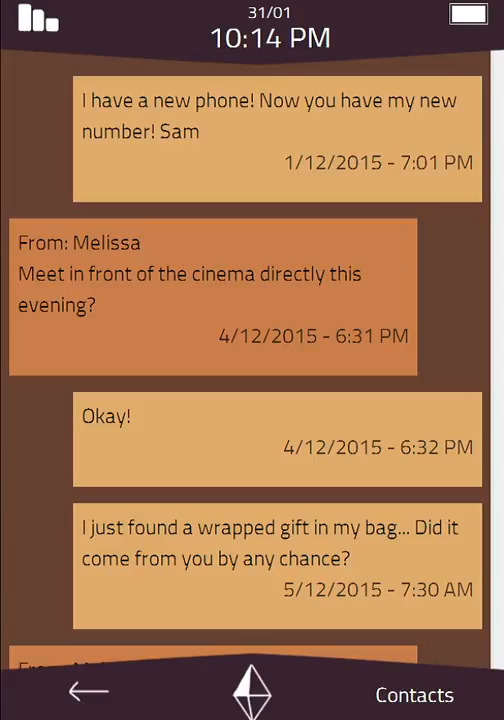 31/01
10:14 PM
I have a new phone! Now you have my new
number! Sam
1/12/2015 - 7:01 PM
From: Melissa
Meet in front of the cinema directly this
evening?
4/12/2015 - 6:31 PM
Okay!
4/12/2015 - 6:32 PM
I just found a wrapped gift in my bag... Did it
come from you by any chance?
5/12/2015 - 7:30 AM
Contacts